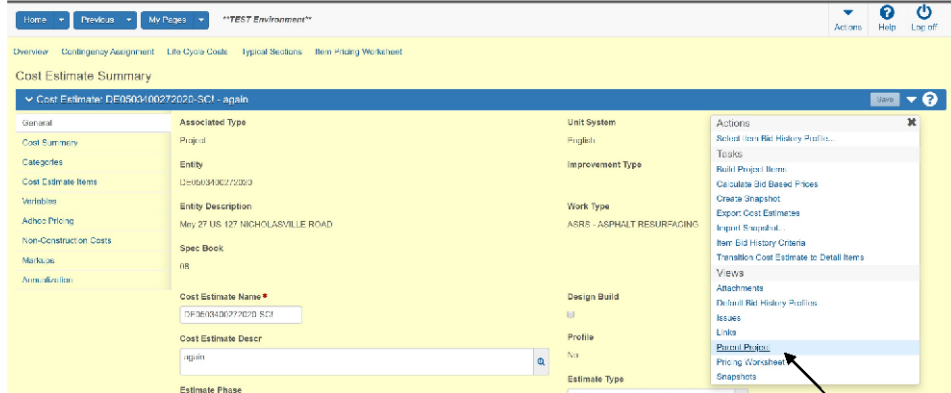 Home Previous My Pages **TEST Environment** Actions Help Log off
Overview Contingency Assignment Life Cycle Costs Typical Sections Item Pricing Worksheet
Cost Estimate Summary
Cost Estimate: DE0503400272020-SCI - again Save
General
Cost Summary
Categories
Cost Estimate Items
Variables
Adhoc Pricing
Non-Construction Costs
Markups
Annualization
Associated Type
Project
Entity
DE0503400272020
Entity Description
May 27 US 127 NICHOLASVILLE ROAD
Spec Book
08
Cost Estimate Name*
DE0503400272020-SCI
Cost Estimate Descr
again
Estimate Phase
Unit System
English
Improvement Type
Work Type
ASRS - ASPHALT RESURFACING
Design Build
Profile
No
Estimate Type
Actions
Select Item Bid History Profile...
Tasks
Build Project Items
Calculate Bid Based Prices
Create Snapshot
Export Cost Estimates
Import Snapshot...
Item Bid History Criteria
Transition Cost Estimate to Detail Items
Views
Attachments
Default Bid History Profiles
Issues
Links
Parent Project
Pricing Worksheet
Snapshots